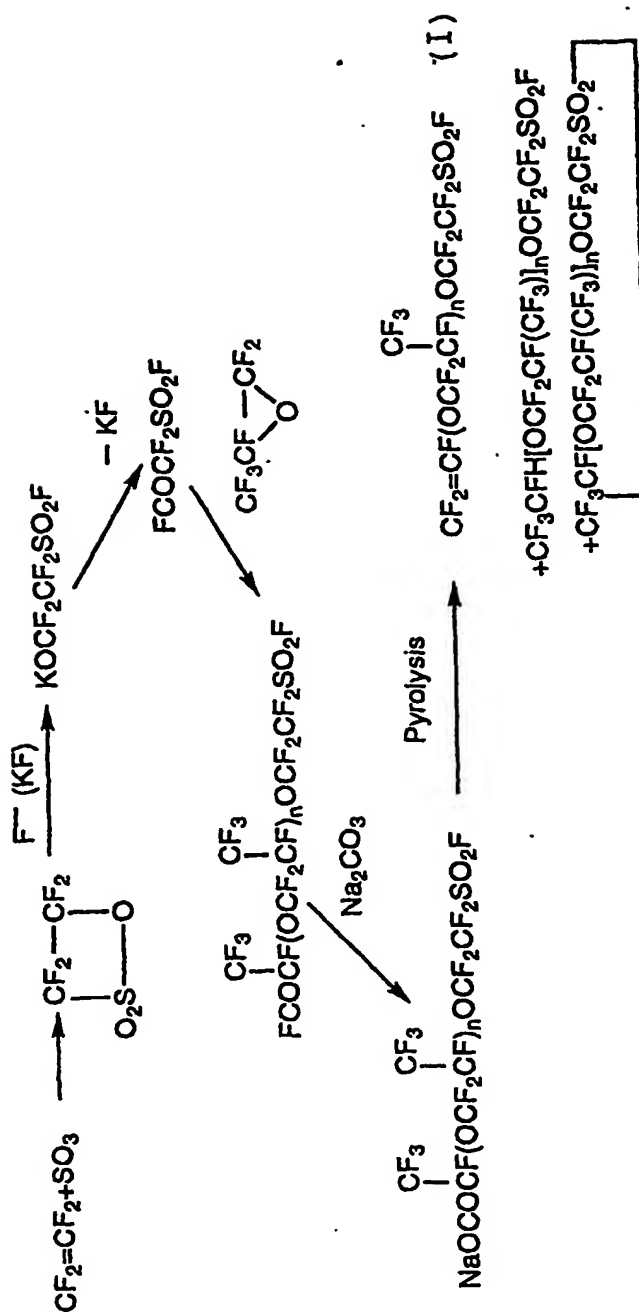 CF₂=CF₂+SO₃
CF₂—CF₂
O₂S—O
F⁻ (KF)
KOCF₂CF₂SO₂F
— KF
FCOCF₂SO₂F
CF₃CF—CF₂
O
CF₃ CF₃
FCOCF(OCF₂CF)ₙOCF₂CF₂SO₂F
Na₂CO₃
CF₃ CF₃
NaOCOCF(OCF₂CF)ₙOCF₂CF₂SO₂F
Pyrolysis
CF₃
CF₂=CF(OCF₂CF)ₙOCF₂CF₂SO₂F (I)
+CF₃CFH[OCF₂CF(CF₃)]ₙOCF₂CF₂SO₂F
+CF₃CF[OCF₂CF(CF₃)]ₙOCF₂CF₂SO₂